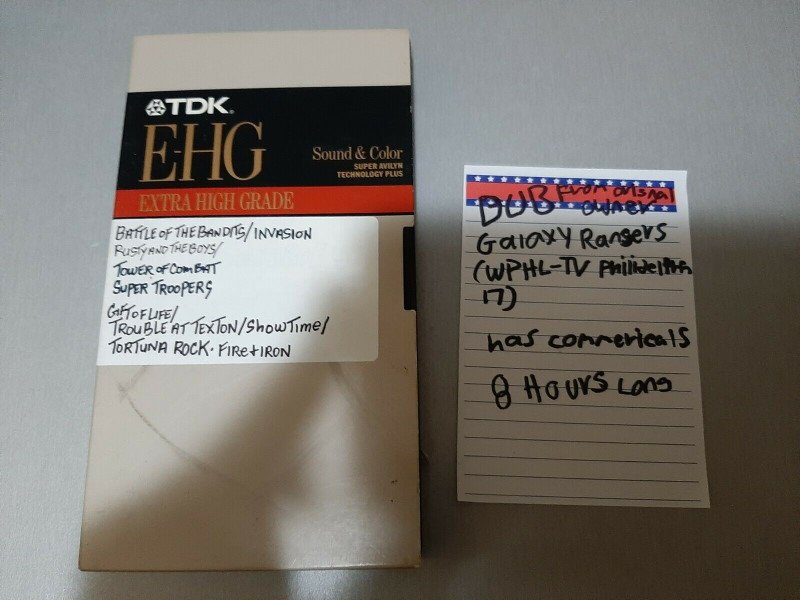 TDK
E-HG
Sound & Color
SUPER AVILYN
TECHNOLOGY PLUS
EXTRA HIGH GRADE
BATTLE OF THE BANDITS/INVASION
RUSTY AND THE BOYS/
TOWER OF COMBAT
SUPER TROOPERS
GIFT OF LIFE/
TROUBLE AT TEXTON/SHOWTIME/
TORTUNA ROCK. FIRE+IRON
DUB From orisnal
owner
Galaxy Rangers
(WPHL-TV Philidelphh
17)
has commericals
8 Hours Long